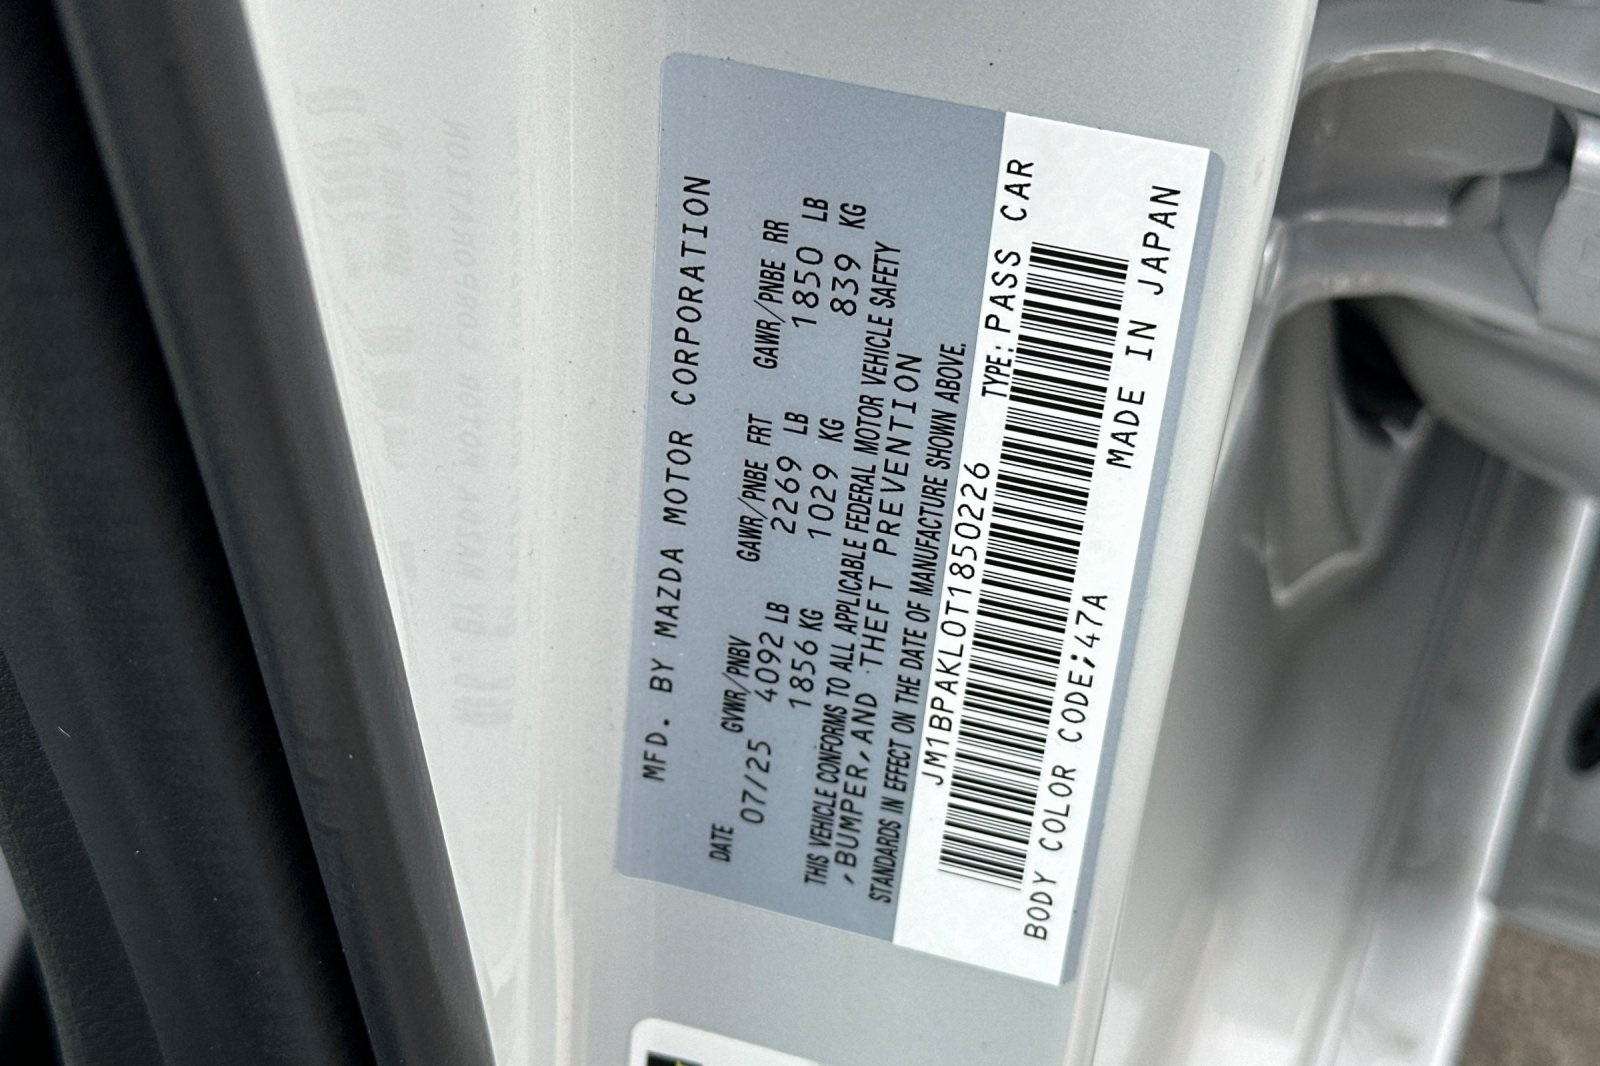 MFD. BY MAZDA MOTOR CORPORATION
DATE GVWR/PNBV GAWR/PNBE FRT GAWR/PNBE RR
07/25 4092 LB 2269 LB 1850 LB
1856 KG 1029 KG 839 KG
THIS VEHICLE CONFORMS TO ALL APPLICABLE FEDERAL MOTOR VEHICLE SAFETY
, BUMPER, AND THEFT PREVENTION
STANDARDS IN EFFECT ON THE DATE OF MANUFACTURE SHOWN ABOVE.
JM1BPAKL0T1850226 TYPE: PASS CAR
BODY COLOR CODE;47A MADE IN JAPAN